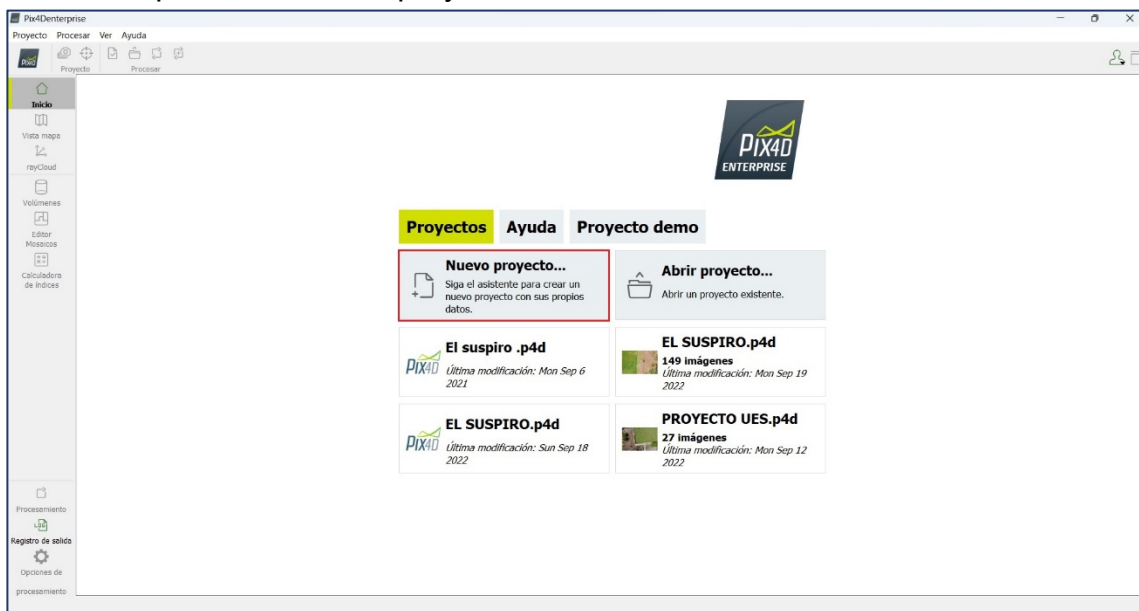 Pix4Denterprise
Proyecto Procesar Ver Ayuda
PIX4D
Proyecto Procesar
Inicio
Vista mapa
rayCloud
Volúmenes
Editor
Mosaicos
Calculadora
de índices
PIX4D
ENTERPRISE
Proyectos Ayuda Proyecto demo
Nuevo proyecto...
Siga el asistente para crear un
nuevo proyecto con sus propios
datos.
Abrir proyecto...
Abrir un proyecto existente.
PIX4D
El suspiro .p4d
Última modificación: Mon Sep 6
2021
EL SUSPIRO.p4d
149 imágenes
Última modificación: Mon Sep 19
2022
PIX4D
EL SUSPIRO.p4d
Última modificación: Sun Sep 18
2022
PROYECTO UES.p4d
27 imágenes
Última modificación: Mon Sep 12
2022
Procesamiento
Registro de salida
Opciones de
procesamiento